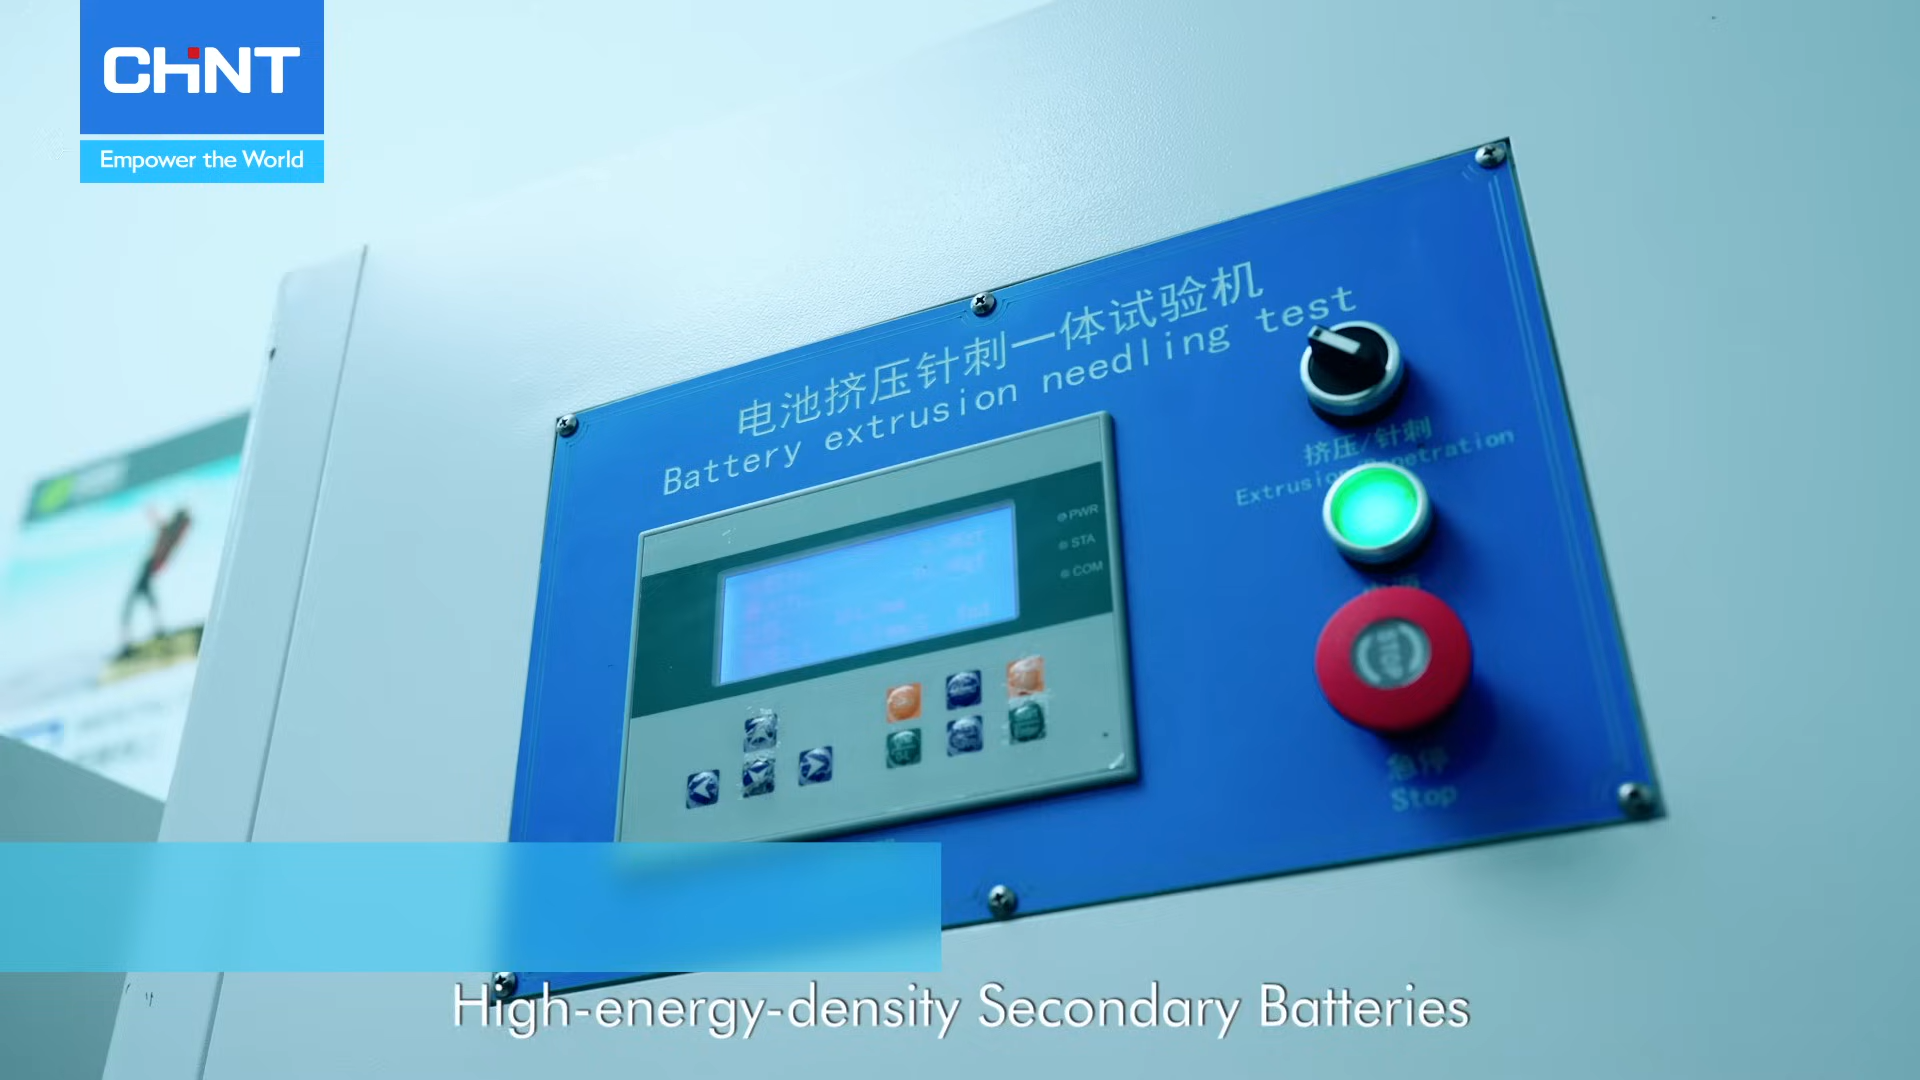 CHINT
Empower the World
电池挤压针刺一体试验机
Battery extrusion needling test
PWR
STA
COM
挤压/针刺
STOP
急停
Stop
High-energy-density Secondary Batteries